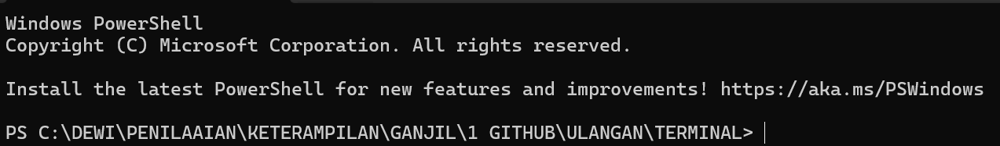 Windows PowerShell
Copyright (C) Microsoft Corporation. All rights reserved.
Install the latest PowerShell for new features and improvements! https://aka.ms/PSWindows
PS C:\DEWI\PENILAAIAN\KETERAMPILAN\GANJIL\1 GITHUB\ULANGAN\TERMINAL>